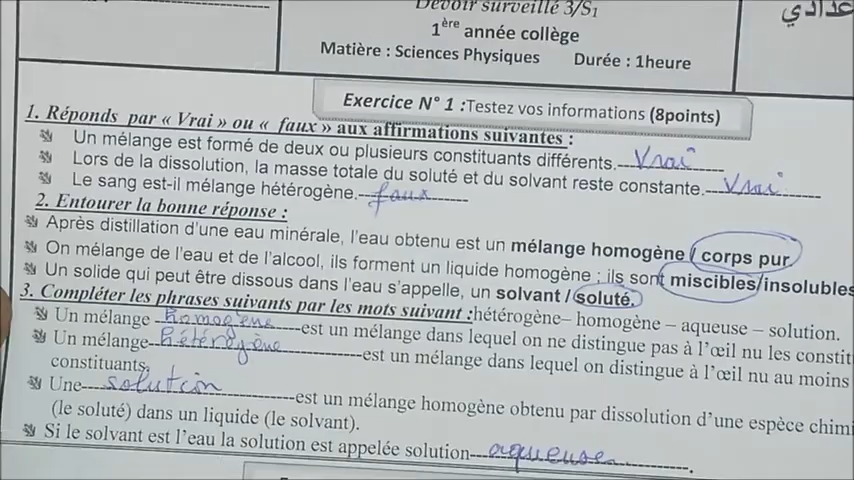 Devoir surveillé 3/S1
1ère année collège
Matière : Sciences Physiques Durée : 1heure
عدادي
Exercice N° 1 :Testez vos informations (8points)
1. Réponds par « Vrai » ou « faux » aux affirmations suivantes :
Un mélange est formé de deux ou plusieurs constituants différents. Vrai
Lors de la dissolution, la masse totale du soluté et du solvant reste constante. Vrai
Le sang est-il mélange hétérogène. faux
2. Entourer la bonne réponse :
Après distillation d'une eau minérale, l'eau obtenu est un mélange homogène / corps pur
On mélange de l'eau et de l'alcool, ils forment un liquide homogène ; ils sont miscibles/insolubles
Un solide qui peut être dissous dans l'eau s'appelle, un solvant / soluté.
3. Compléter les phrases suivants par les mots suivant :hétérogène– homogène – aqueuse – solution.
Un mélange homogène est un mélange dans lequel on ne distingue pas à l'œil nu les constit
Un mélange hétérogène est un mélange dans lequel on distingue à l'œil nu au moins
constituants.
Une solution est un mélange homogène obtenu par dissolution d'une espèce chimi
(le soluté) dans un liquide (le solvant).
Si le solvant est l'eau la solution est appelée solution aqueuse.